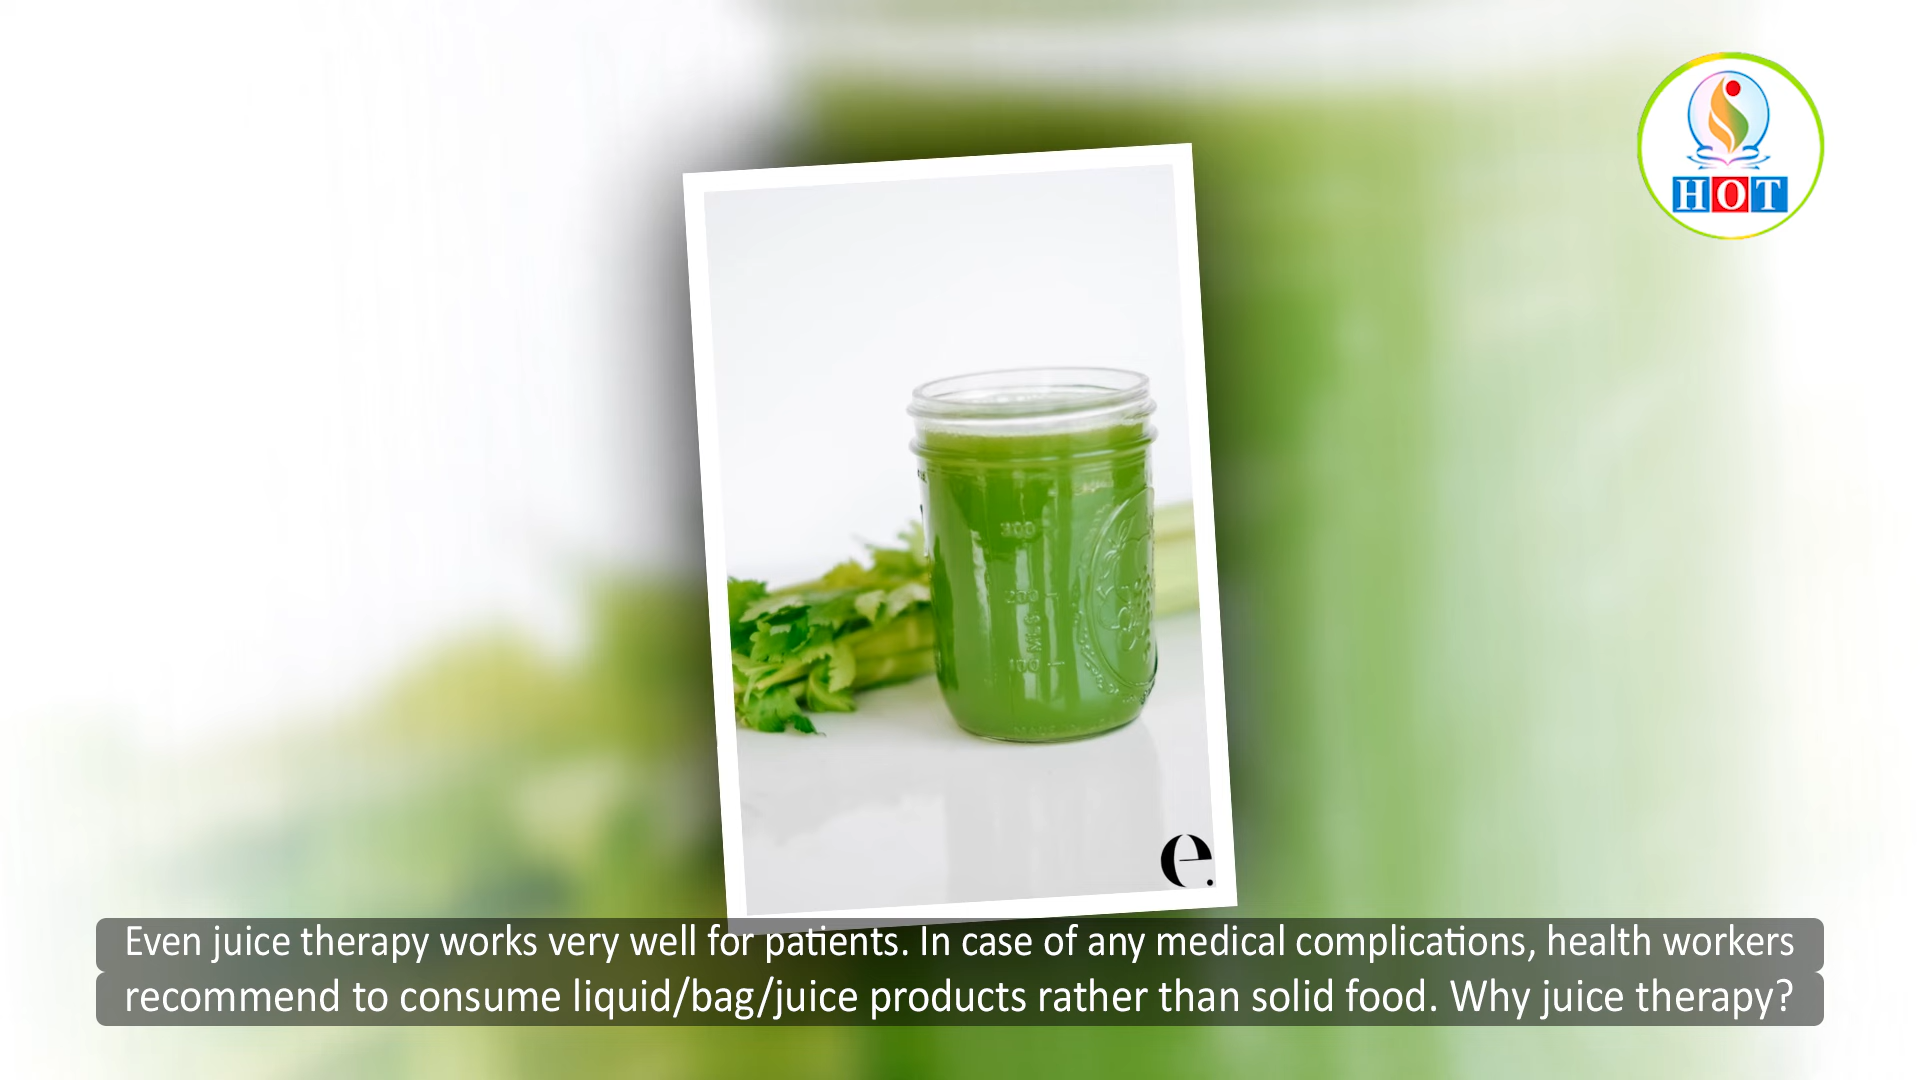 HOT
300
200
MLS
100
e.
Even juice therapy works very well for patients. In case of any medical complications, health workers
recommend to consume liquid/bag/juice products rather than solid food. Why juice therapy?